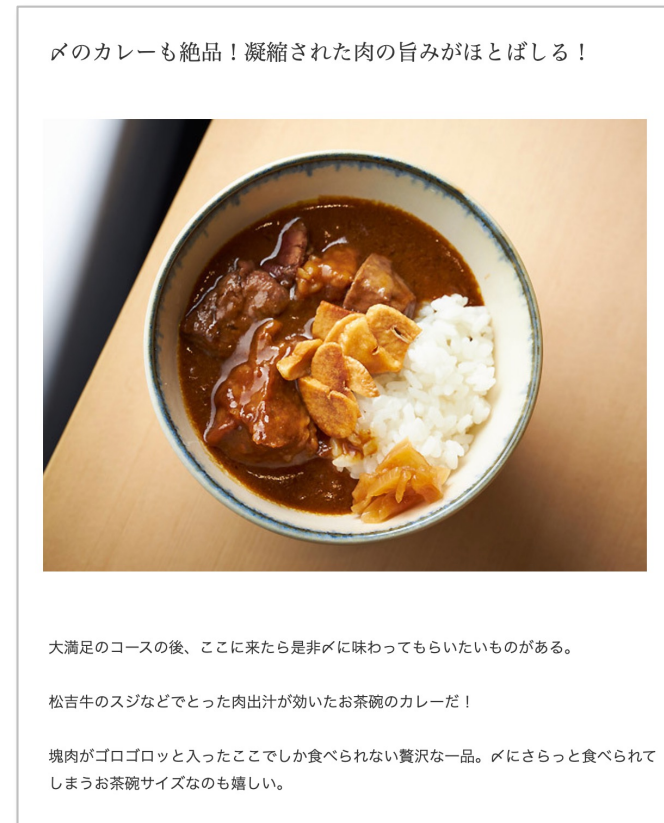 〆のカレーも絶品！凝縮された肉の旨みがほとばしる！
大満足のコースの後、ここに来たら是非〆に味わってもらいたいものがある。
松吉牛のスジなどでとった肉出汁が効いたお茶碗のカレーだ！
塊肉がゴロゴロッと入ったここでしか食べられない贅沢な一品。〆にさらっと食べられて
しまうお茶碗サイズなのも嬉しい。